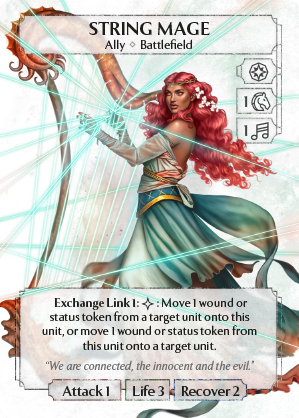 STRING MAGE
Ally ◇ Battlefield
1
1
Exchange Link 1: ✧ : Move 1 wound or
status token from a target unit onto this
unit, or move 1 wound or status token from
this unit onto a target unit.
"We are connected, the innocent and the evil."
Attack 1 Life 3 Recover 2